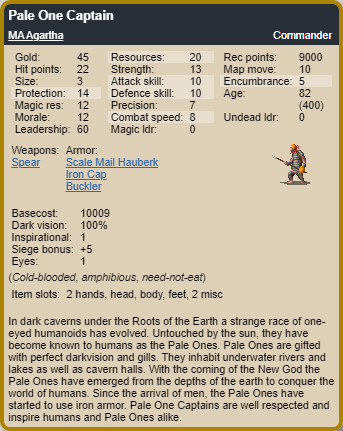 Pale One Captain
MA Agartha Commander
Gold: 45 Resources: 20 Rec points: 9000
Hit points: 22 Strength: 13 Map move: 10
Size: 3 Attack skill: 10 Encumbrance: 5
Protection: 14 Defence skill: 10 Age: 82
Magic res: 12 Precision: 7 (400)
Morale: 12 Combat speed: 8 Undead ldr: 0
Leadership: 60 Magic ldr: 0
Weapons: Armor:
Spear Scale Mail Hauberk
Iron Cap
Buckler
Basecost: 10009
Dark vision: 100%
Inspirational: 1
Siege bonus: +5
Eyes: 1
(Cold-blooded, amphibious, need-not-eat)
Item slots: 2 hands, head, body, feet, 2 misc
In dark caverns under the Roots of the Earth a strange race of one-
eyed humanoids has evolved. Untouched by the sun, they have
become known to humans as the Pale Ones. Pale Ones are gifted
with perfect darkvision and gills. They inhabit underwater rivers and
lakes as well as cavern halls. With the coming of the New God the
Pale Ones have emerged from the depths of the earth to conquer the
world of humans. Since the arrival of men, the Pale Ones have
started to use iron armor. Pale One Captains are well respected and
inspire humans and Pale Ones alike.